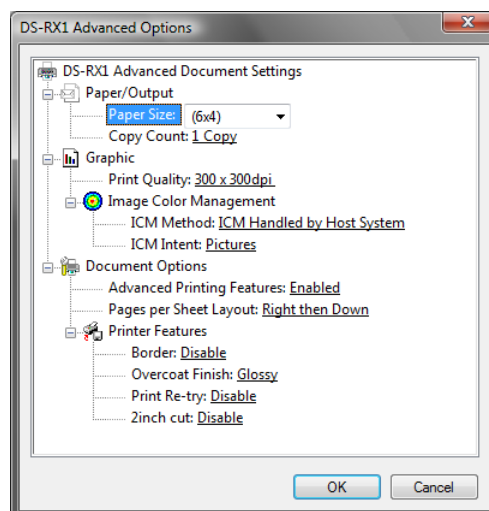 DS-RX1 Advanced Options
DS-RX1 Advanced Document Settings
Paper/Output
Paper Size: (6x4)
Copy Count: 1 Copy
Graphic
Print Quality: 300 x 300dpi
Image Color Management
ICM Method: ICM Handled by Host System
ICM Intent: Pictures
Document Options
Advanced Printing Features: Enabled
Pages per Sheet Layout: Right then Down
Printer Features
Border: Disable
Overcoat Finish: Glossy
Print Re-try: Disable
2inch cut: Disable
OK Cancel